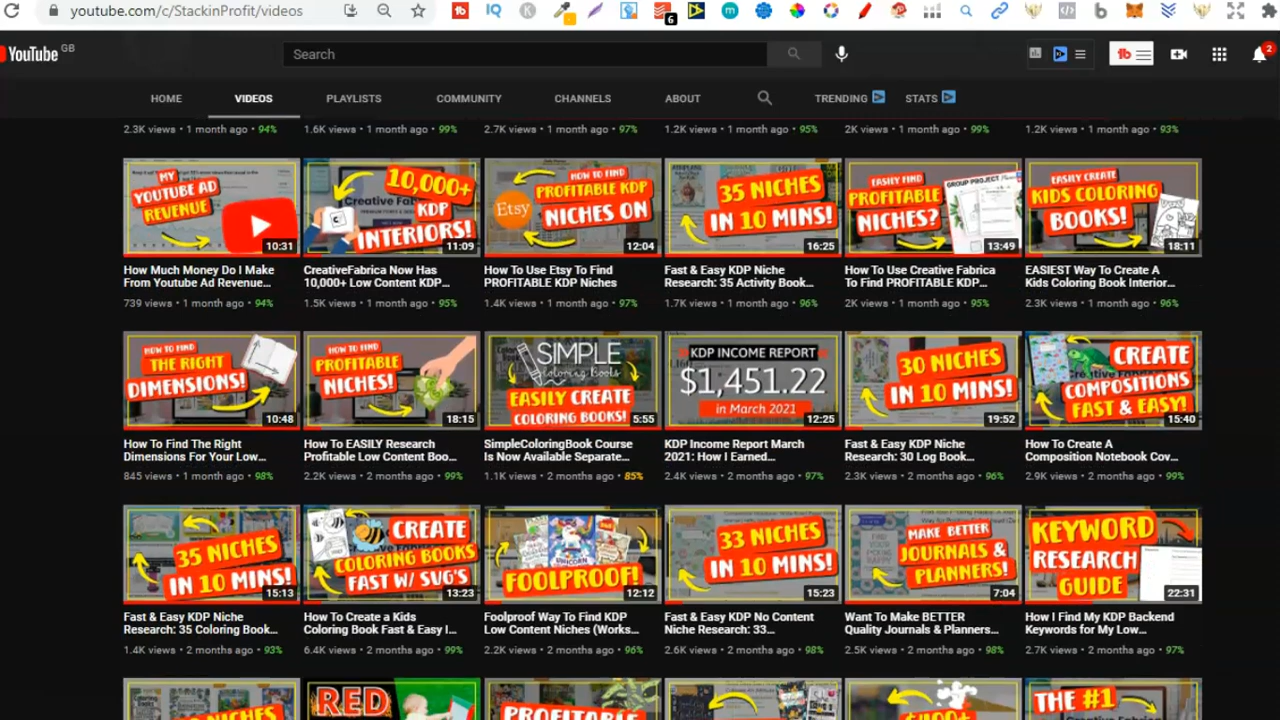 youtube.com/c/StackinProfit/videos
6
YouTube GB
Search
2
HOME VIDEOS PLAYLISTS COMMUNITY CHANNELS ABOUT TRENDING STATS
2.3K views • 1 month ago • 94%
1.6K views • 1 month ago • 99%
2.7K views • 1 month ago • 97%
1.2K views • 1 month ago • 95%
2K views • 1 month ago • 99%
1.2K views • 1 month ago • 93%
MY
YOUTUBE AD
REVENUE
10:31
How Much Money Do I Make
From Youtube Ad Revenue...
739 views • 1 month ago • 94%
10,000+
KDP
INTERIORS!
11:09
CreativeFabrica Now Has
10,000+ Low Content KDP...
1.5K views • 1 month ago • 95%
HOW TO FIND
PROFITABLE KDP
Etsy
NICHES ON
12:04
How To Use Etsy To Find
PROFITABLE KDP Niches
1.4K views • 1 month ago • 97%
35 NICHES
IN 10 MINS!
16:25
Fast & Easy KDP Niche
Research: 35 Activity Book...
1.7K views • 1 month ago • 96%
EASILY FIND
PROFITABLE
NICHES?
GROUP PROJECT
13:49
How To Use Creative Fabrica
To Find PROFITABLE KDP...
2K views • 1 month ago • 95%
EASILY CREATE
KIDS COLORING
BOOKS!
18:11
EASIEST Way To Create A
Kids Coloring Book Interior...
2.3K views • 1 month ago • 96%
HOW TO FIND
THE RIGHT
DIMENSIONS!
10:48
How To Find The Right
Dimensions For Your Low...
845 views • 1 month ago • 98%
HOW TO FIND
PROFITABLE
NICHES!
18:15
How To EASILY Research
Profitable Low Content Boo...
2.2K views • 2 months ago • 99%
SIMPLE
coloring Books
EASILY CREATE
COLORING BOOKS!
5:55
SimpleColoringBook Course
Is Now Available Separate...
1.1K views • 2 months ago • 85%
KDP INCOME REPORT
$1,451.22
in March 2021
12:25
KDP Income Report March
2021: How I Earned...
2.4K views • 2 months ago • 97%
30 NICHES
IN 10 MINS!
19:52
Fast & Easy KDP Niche
Research: 30 Log Book...
2.3K views • 2 months ago • 96%
CREATE
COMPOSITIONS
FAST & EASY!
15:40
How To Create A
Composition Notebook Cov...
2.9K views • 2 months ago • 99%
35 NICHES
IN 10 MINS!
15:13
Fast & Easy KDP Niche
Research: 35 Coloring Book...
1.4K views • 2 months ago • 93%
CREATE
COLORING BOOKS
FAST W/ SUG'S
13:23
How To Create a Kids
Coloring Book Fast & Easy I...
6.4K views • 2 months ago • 99%
UNICORN
FOOLPROOF!
12:12
Foolproof Way To Find KDP
Low Content Niches (Works...
2.2K views • 2 months ago • 96%
33 NICHES
IN 10 MINS!
15:23
Fast & Easy KDP No Content
Niche Research: 33...
2.6K views • 2 months ago • 98%
MAKE BETTER
JOURNALS &
PLANNERS!
7:04
Want To Make BETTER
Quality Journals & Planners...
2.5K views • 2 months ago • 98%
KEYWORD
RESEARCH
GUIDE
22:31
How I Find My KDP Backend
Keywords for My Low...
2.7K views • 2 months ago • 97%
RED
PROFITABLE
THE #1